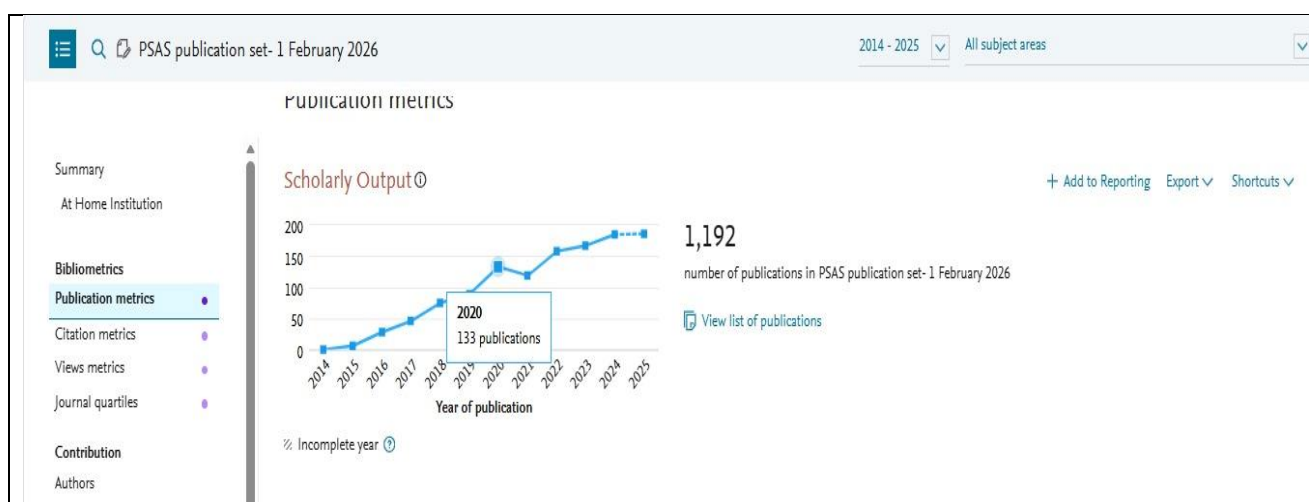 PSAS publication set- 1 February 2026
2014 - 2025
All subject areas
Publication metrics
Summary
At Home Institution
Bibliometrics
Publication metrics
Citation metrics
Views metrics
Journal quartiles
Contribution
Authors
Scholarly Output
+ Add to Reporting
Export
Shortcuts
200
150
100
50
0
2020
133 publications
2014
2015
2016
2017
2018
2019
2020
2021
2022
2023
2024
2025
Year of publication
Incomplete year
1,192
number of publications in PSAS publication set- 1 February 2026
View list of publications